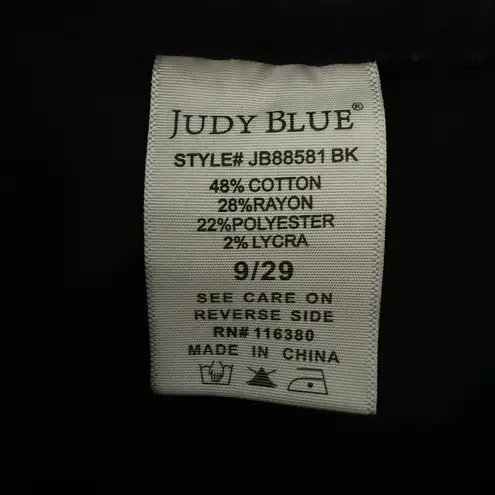 JUDY BLUE®
STYLE# JB88581 BK
48% COTTON
28%RAYON
22%POLYESTER
2% LYCRA
9/29
SEE CARE ON
REVERSE SIDE
RN# 116380
MADE IN CHINA